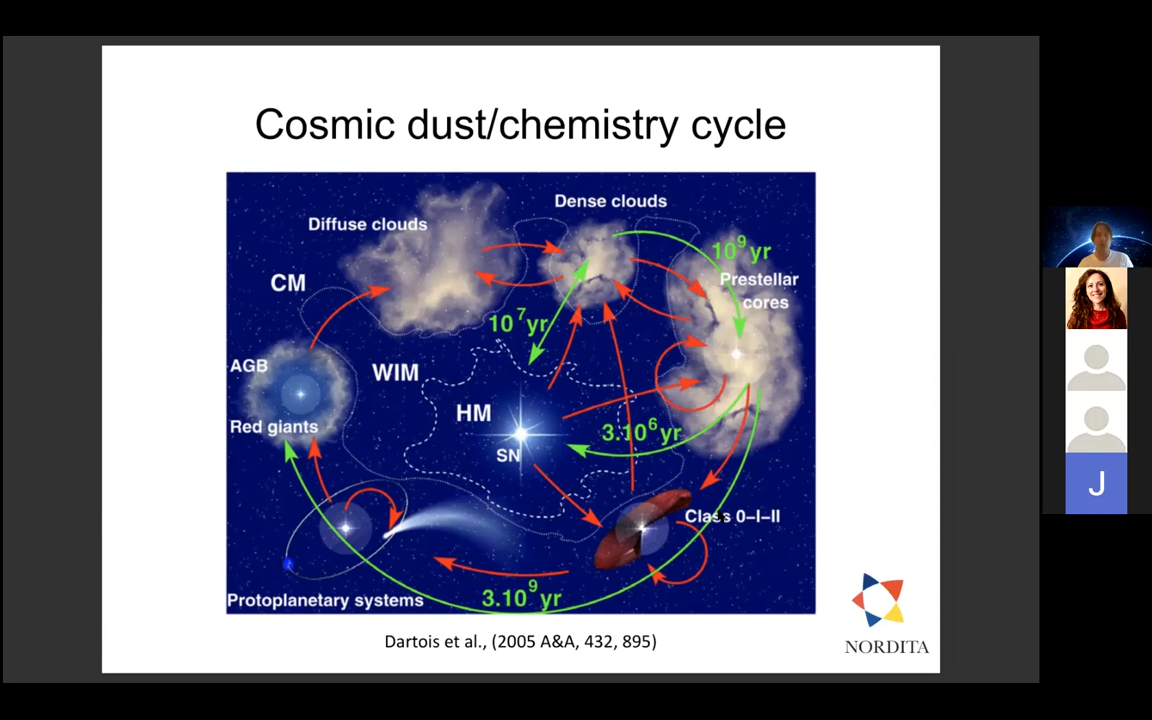 Cosmic dust/chemistry cycle
Dense clouds
Diffuse clouds
10⁹yr
Prestellar
cores
CM
10⁷yr
AGB
WIM
HM
Red giants
3.10⁶yr
SN
Class 0–I–II
Protoplanetary systems
3.10⁹yr
Dartois et al., (2005 A&A, 432, 895)
NORDITA
J